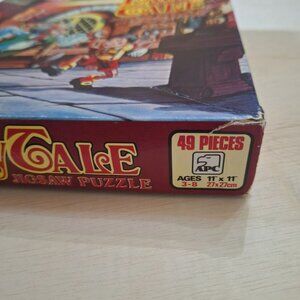 TALE
JIGSAW PUZZLE
49 PIECES
APC
AGES 11" x 11"
3-8 27x27cm